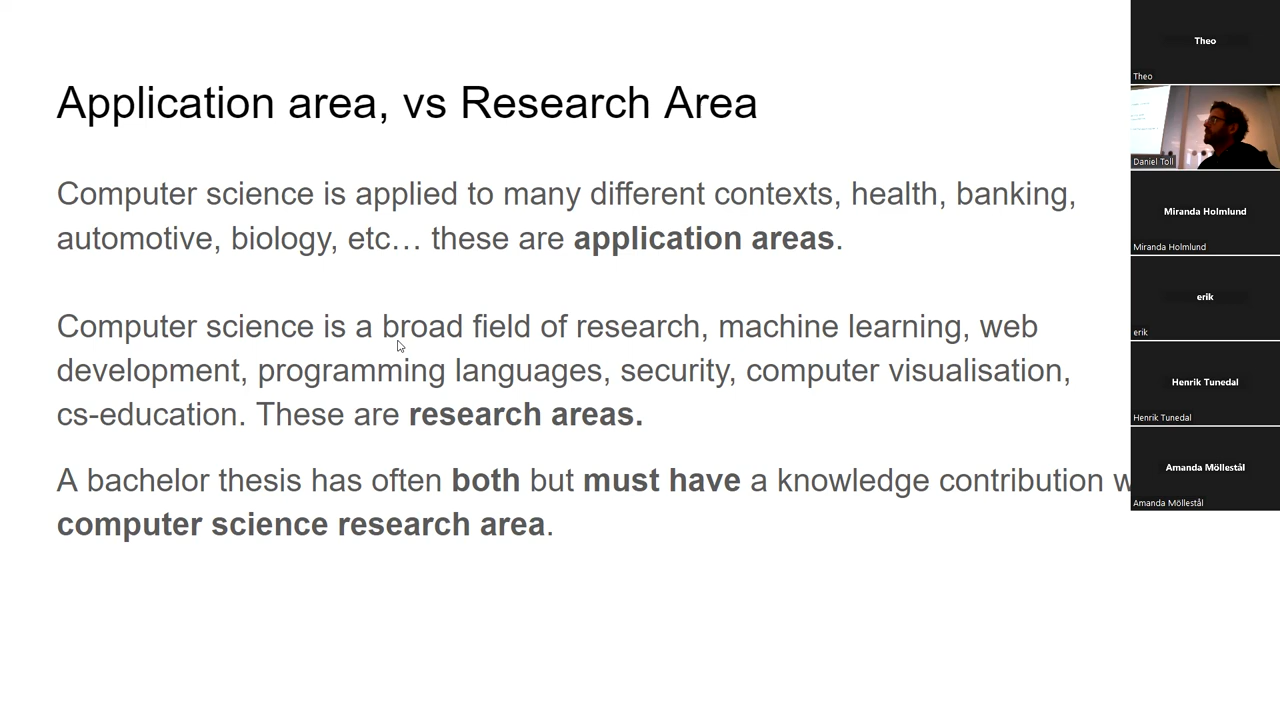 Application area, vs Research Area
Computer science is applied to many different contexts, health, banking,
automotive, biology, etc… these are application areas.
Computer science is a broad field of research, machine learning, web
development, programming languages, security, computer visualisation,
cs-education. These are research areas.
A bachelor thesis has often both but must have a knowledge contribution w
computer science research area.
Theo
Theo
Daniel Toll
Miranda Holmlund
Miranda Holmlund
erik
erik
Henrik Tunedal
Henrik Tunedal
Amanda Möllestål
Amanda Möllestål